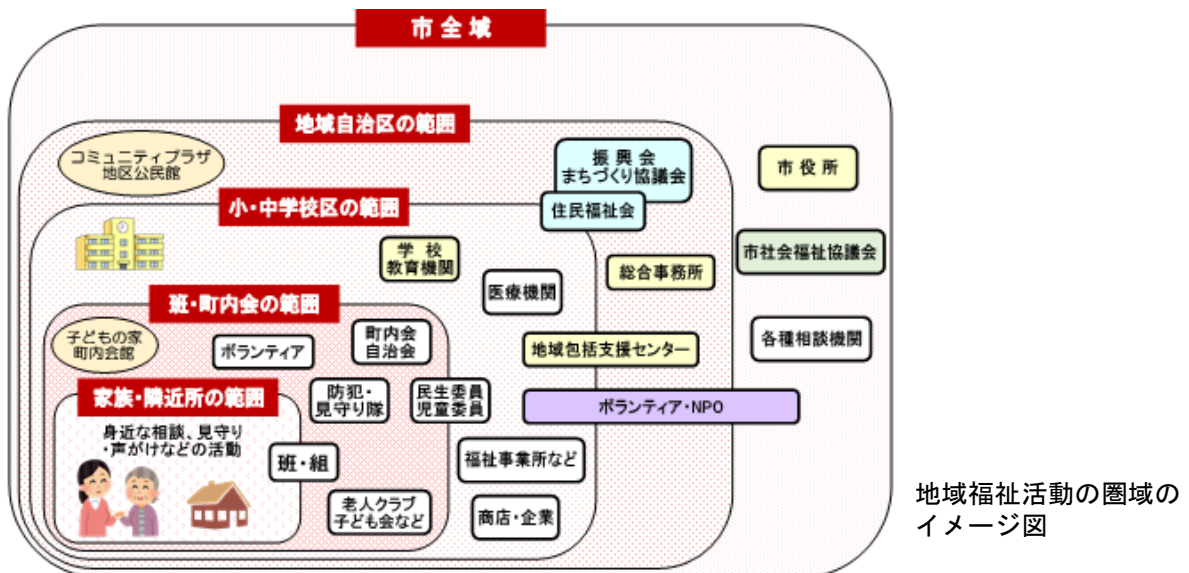 市全域
地域自治区の範囲
コミュニティプラザ
地区公民館
振興会
まちづくり協議会
市役所
住民福祉会
小・中学校区の範囲
学校
教育機関
市社会福祉協議会
総合事務所
医療機関
班・町内会の範囲
子どもの家
町内会館
ボランティア
町内会
自治会
地域包括支援センター
各種相談機関
家族・隣近所の範囲
防犯・
見守り隊
民生委員
児童委員
ボランティア・NPO
身近な相談、見守り
・声がけなどの活動
班・組
福祉事業所など
老人クラブ
子ども会など
商店・企業
地域福祉活動の圏域の
イメージ図